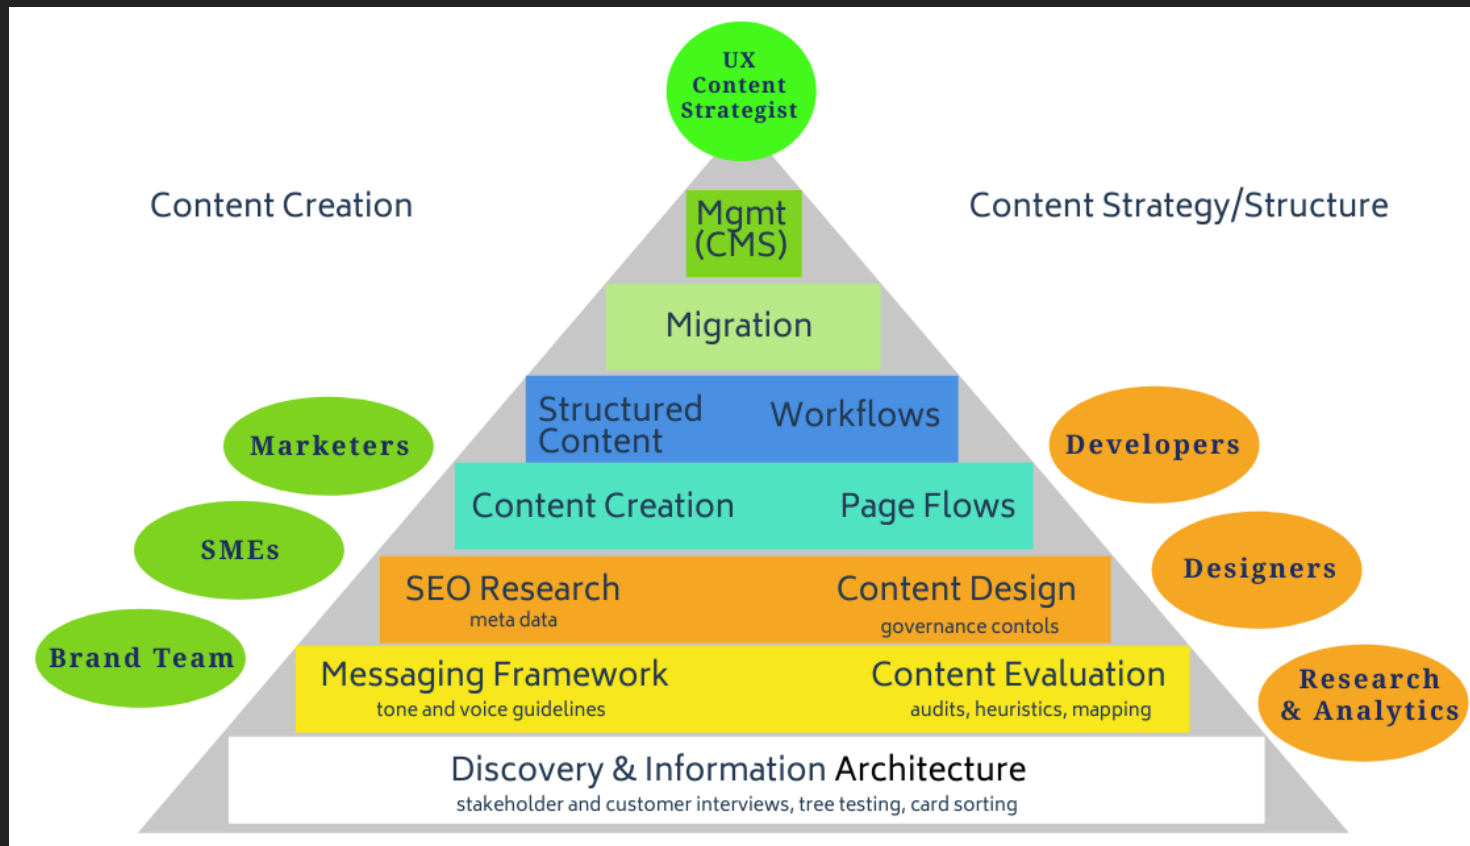 UX
Content
Strategist
Content Creation
Content Strategy/Structure
Mgmt
(CMS)
Migration
Structured
Content
Workflows
Marketers
Developers
Content Creation
Page Flows
SMEs
Designers
SEO Research
meta data
Content Design
governance contols
Brand Team
Messaging Framework
tone and voice guidelines
Content Evaluation
audits, heuristics, mapping
Research
& Analytics
Discovery & Information Architecture
stakeholder and customer interviews, tree testing, card sorting